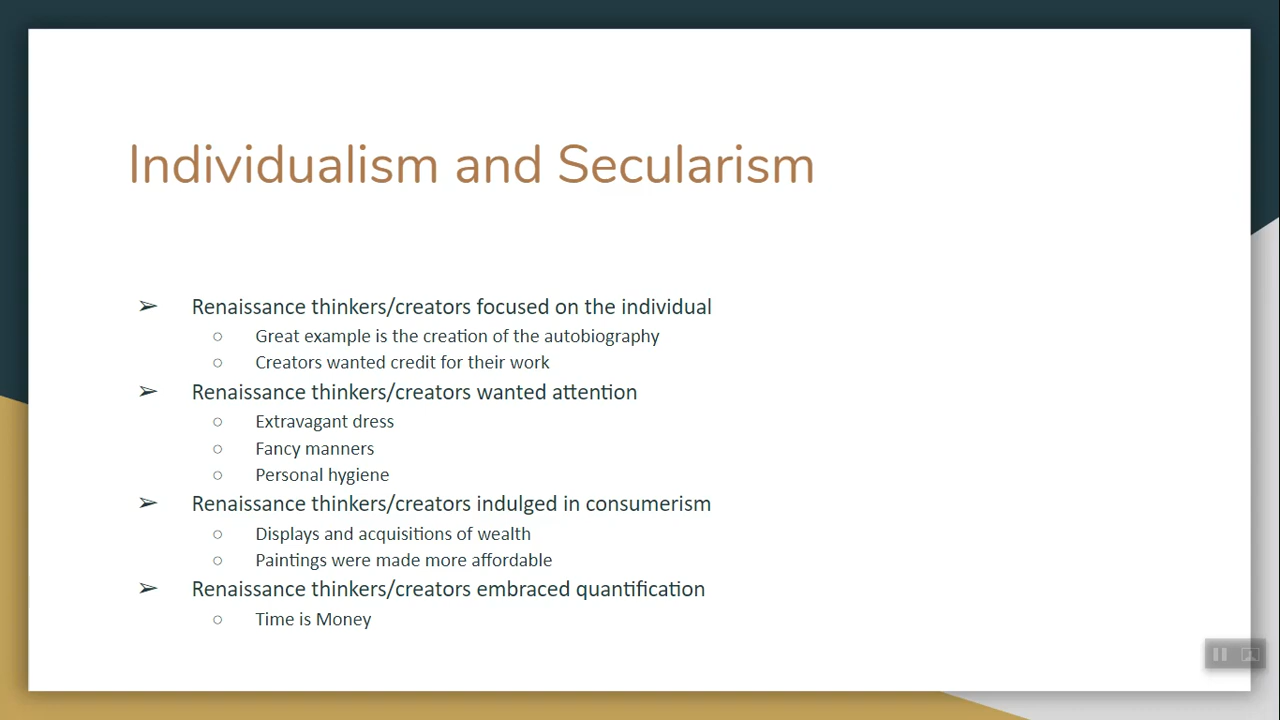 Individualism and Secularism
➢ Renaissance thinkers/creators focused on the individual
○ Great example is the creation of the autobiography
○ Creators wanted credit for their work
➢ Renaissance thinkers/creators wanted attention
○ Extravagant dress
○ Fancy manners
○ Personal hygiene
➢ Renaissance thinkers/creators indulged in consumerism
○ Displays and acquisitions of wealth
○ Paintings were made more affordable
➢ Renaissance thinkers/creators embraced quantification
○ Time is Money